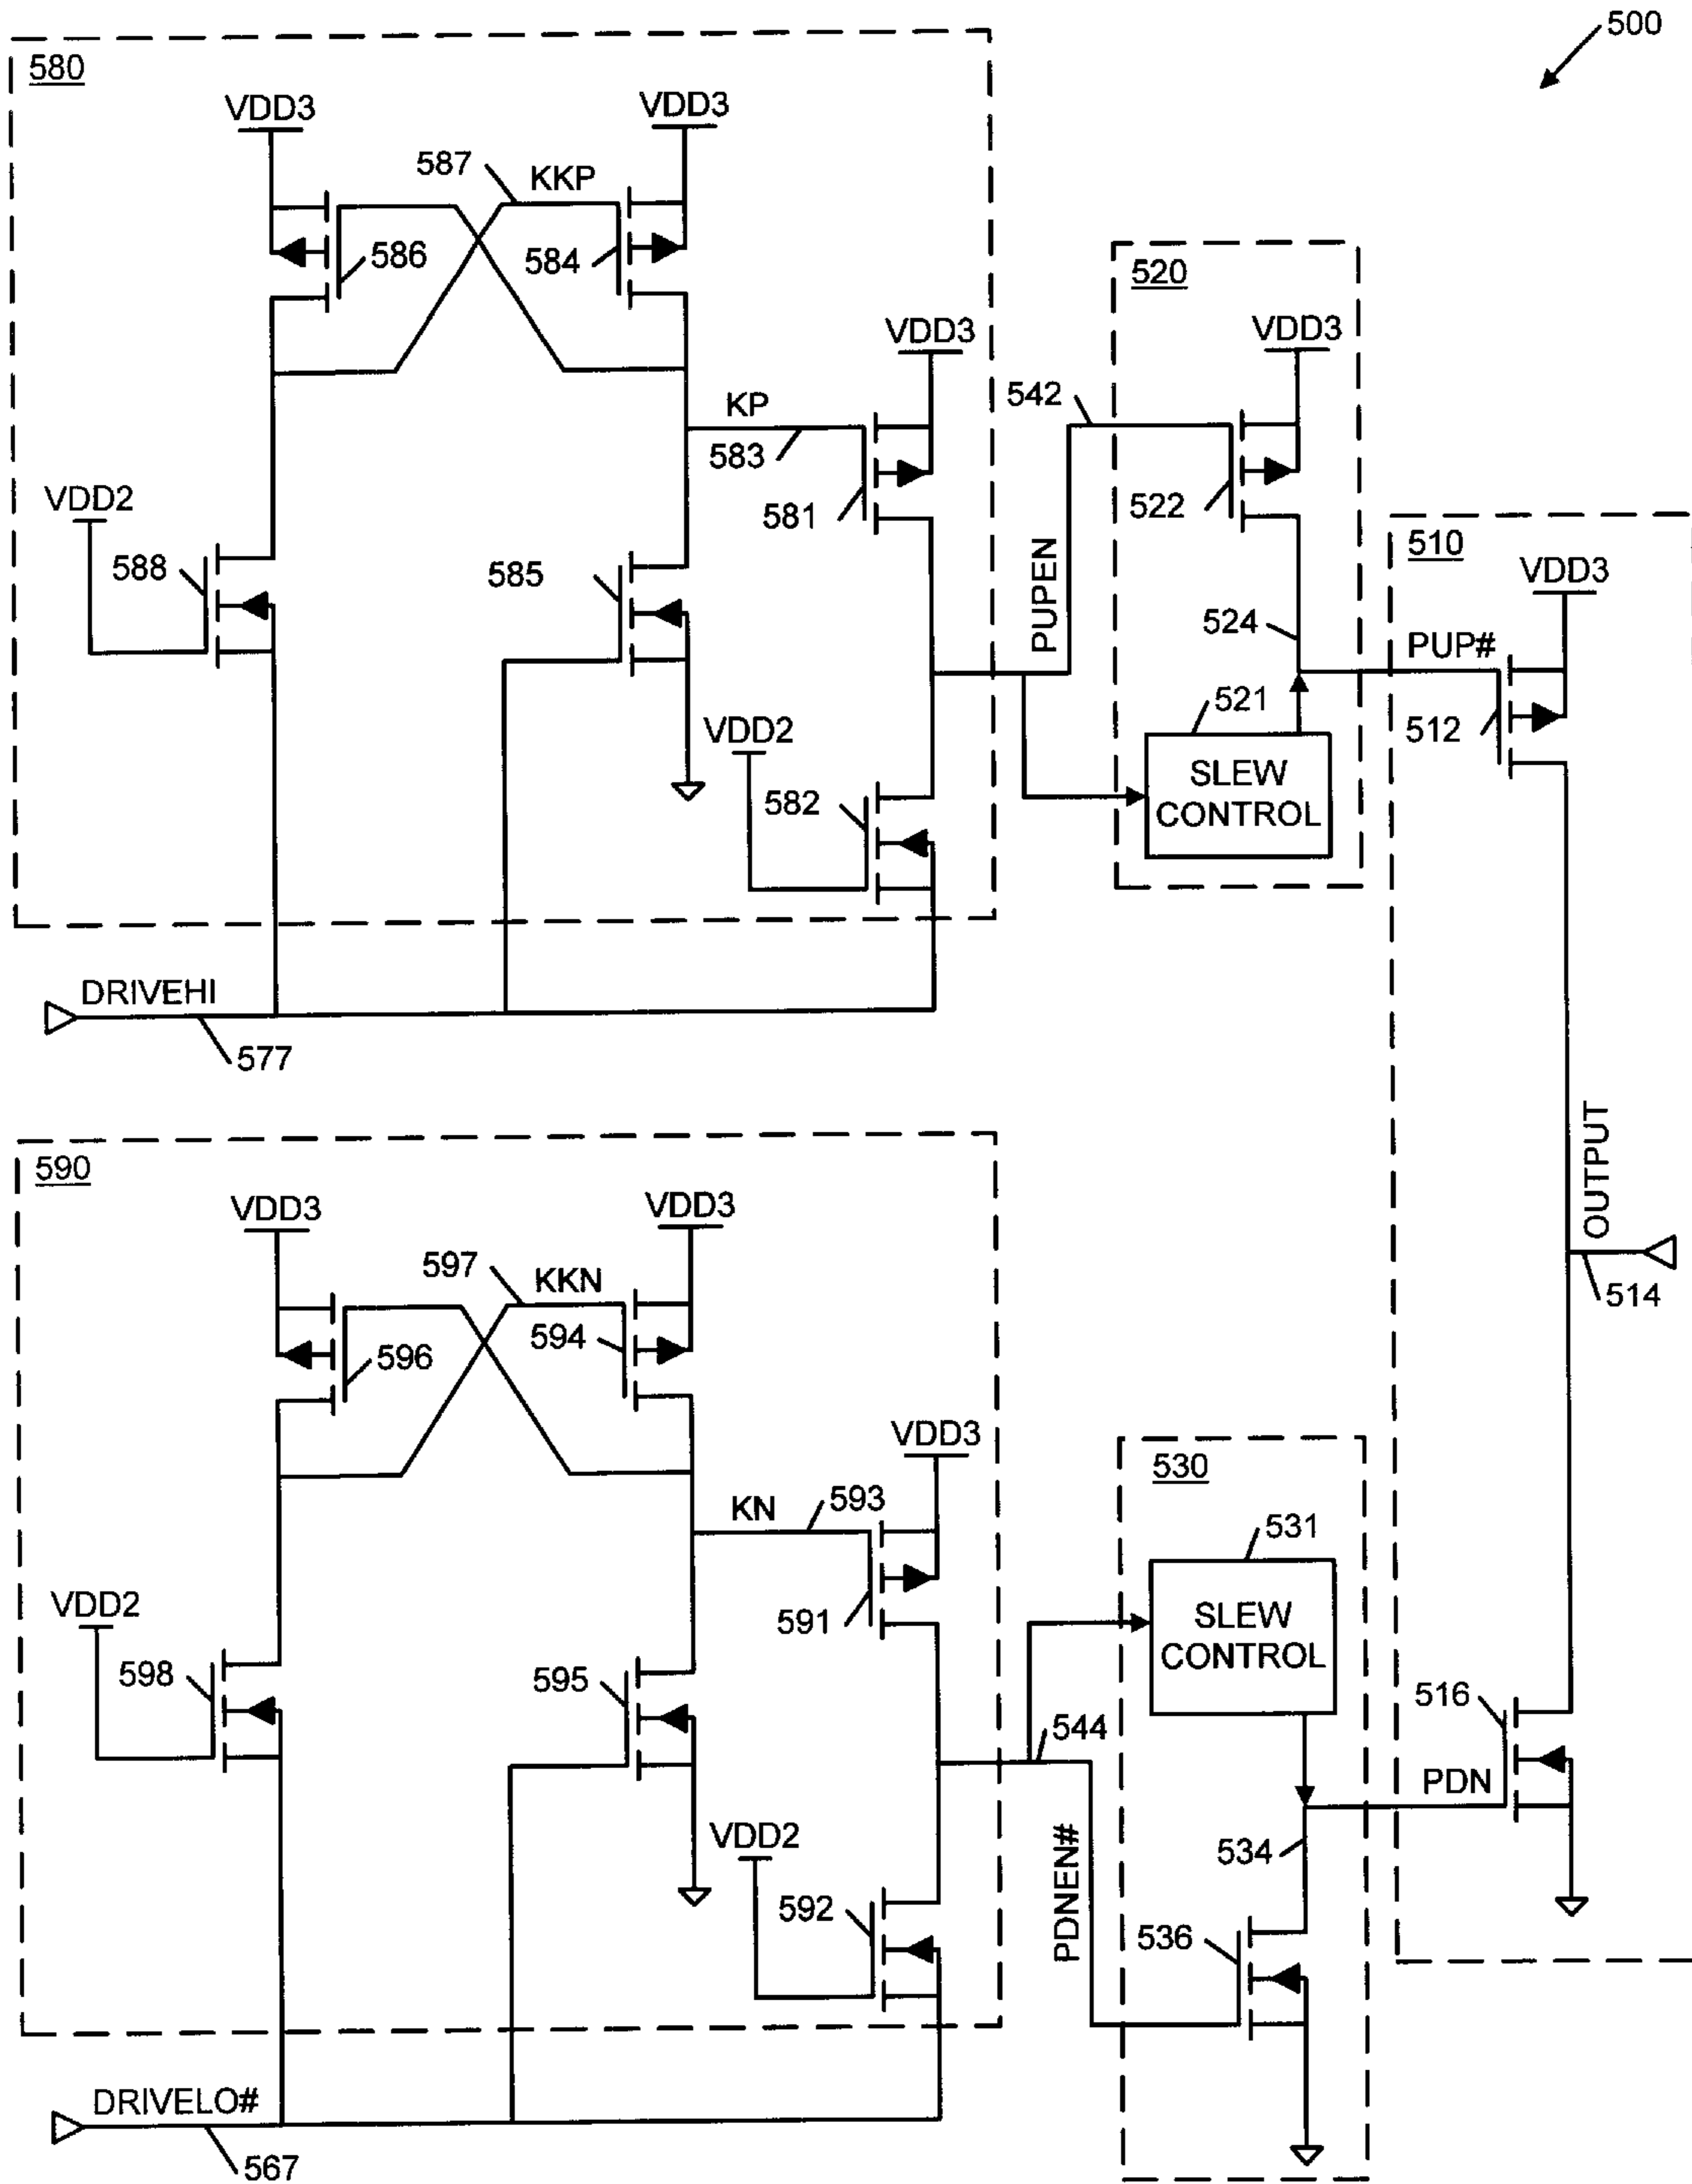 500
580
VDD3
VDD3
587
KKP
586
584
520
VDD3
VDD3
542
KP
583
581
522
VDD2
588
585
510
VDD3
PUPEN
524
PUP#
521
512
VDD2
SLEW
CONTROL
582
DRIVEHI
577
OUTPUT
514
590
VDD3
VDD3
597
KKN
594
596
VDD3
530
KN
593
531
591
SLEW
CONTROL
VDD2
598
595
516
544
PDN
VDD2
PDNEN#
534
592
536
DRIVELO#
567